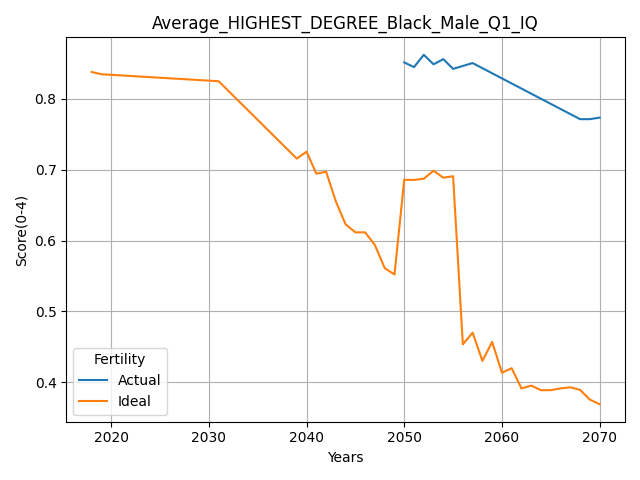 Average_HIGHEST_DEGREE_Black_Male_Q1_IQ
Score(0-4)
0.8
0.7
0.6
0.5
0.4
Fertility
Actual
Ideal
2020 2030 2040 2050 2060 2070
Years